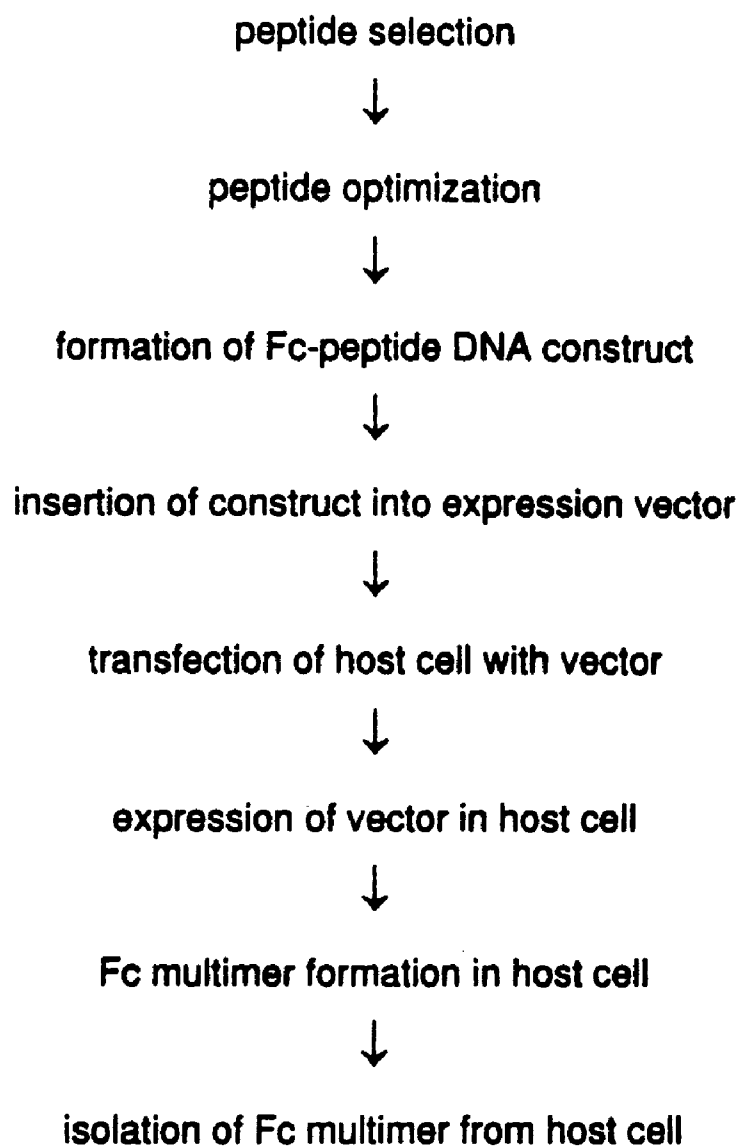 peptide selection
↓
peptide optimization
↓
formation of Fc-peptide DNA construct
↓
insertion of construct into expression vector
↓
transfection of host cell with vector
↓
expression of vector in host cell
↓
Fc multimer formation in host cell
↓
isolation of Fc multimer from host cell